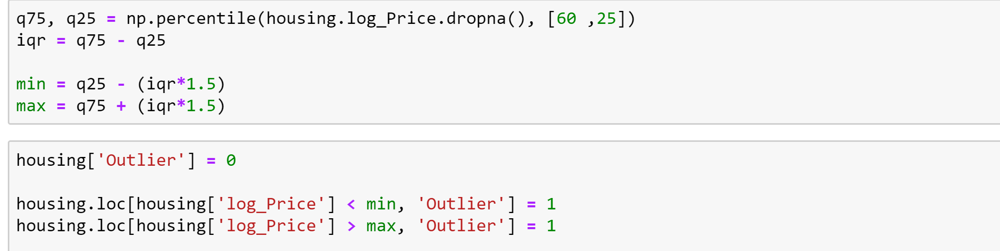 q75, q25 = np.percentile(housing.log_Price.dropna(), [60 ,25])
iqr = q75 - q25
min = q25 - (iqr*1.5)
max = q75 + (iqr*1.5)
housing['Outlier'] = 0
housing.loc[housing['log_Price'] < min, 'Outlier'] = 1
housing.loc[housing['log_Price'] > max, 'Outlier'] = 1